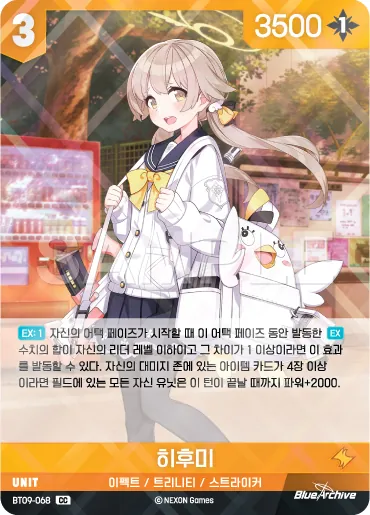 3
3500 1
EX: 1 자신의 어택 페이즈가 시작할 때 이 어택 페이즈 동안 발동한 EX
수치의 합이 자신의 리더 레벨 이하이고 그 차이가 1 이상이라면 이 효과
를 발동할 수 있다. 자신의 대미지 존에 있는 아이템 카드가 4장 이상
이라면 필드에 있는 모든 자신 유닛은 이 턴이 끝날 때까지 파워+2000.
히후미
UNIT
이펙트 / 트리니티 / 스트라이커
BT09-068 CC
©NEXON Games
BlueArchive